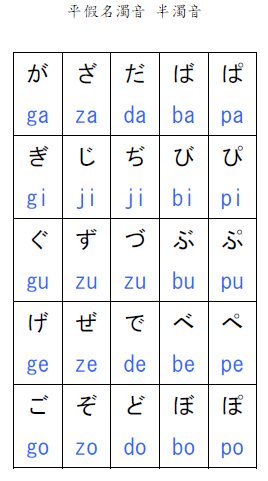 平假名濁音 半濁音
が ざ だ ば ぱ
ga za da ba pa
ぎ じ ぢ び ぴ
gi ji ji bi pi
ぐ ず づ ぶ ぷ
gu zu zu bu pu
げ ぜ で べ ぺ
ge ze de be pe
ご ぞ ど ぼ ぽ
go zo do bo po